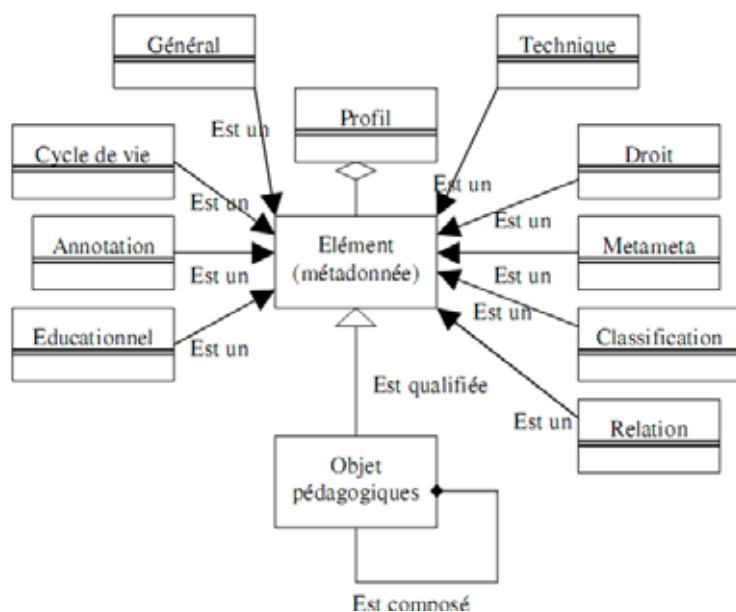 Général
Technique
Est un
Profil
Cycle de vie
Est un
Droit
Est un
Elément
(métadonnée)
Est un
Annotation
Metameta
Est un
Est un
Educationnel
Est un
Classification
Est un
Est qualifiée
Est un
Relation
Objet
pédagogiques
Est composé